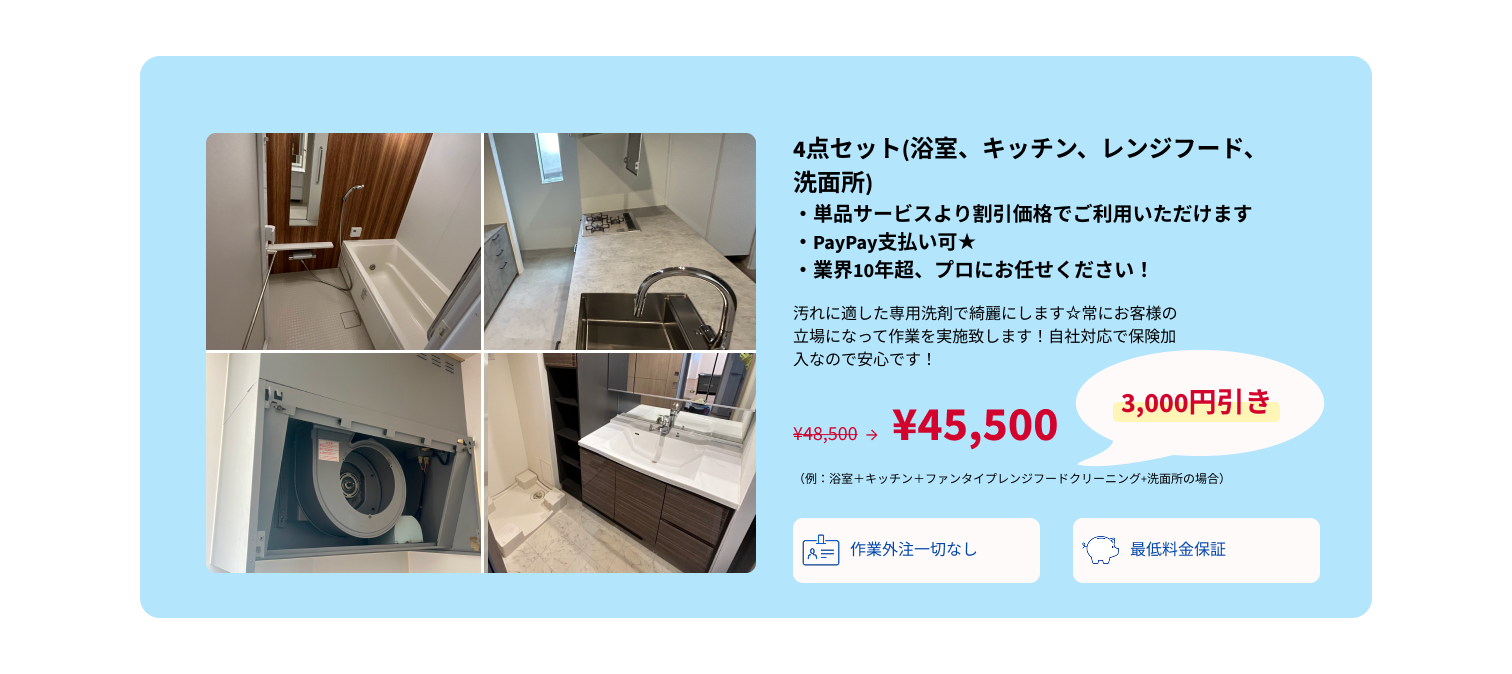 4点セット(浴室、キッチン、レンジフード、
洗面所)
・単品サービスより割引価格でご利用いただけます
・PayPay支払い可★
・業界10年超、プロにお任せください！
汚れに適した専用洗剤で綺麗にします☆常にお客様の
立場になって作業を実施致します！自社対応で保険加
入なので安心です！
3,000円引き
¥48,500 → ¥45,500
（例：浴室＋キッチン＋ファンタイプレンジフードクリーニング+洗面所の場合）
作業外注一切なし
最低料金保証